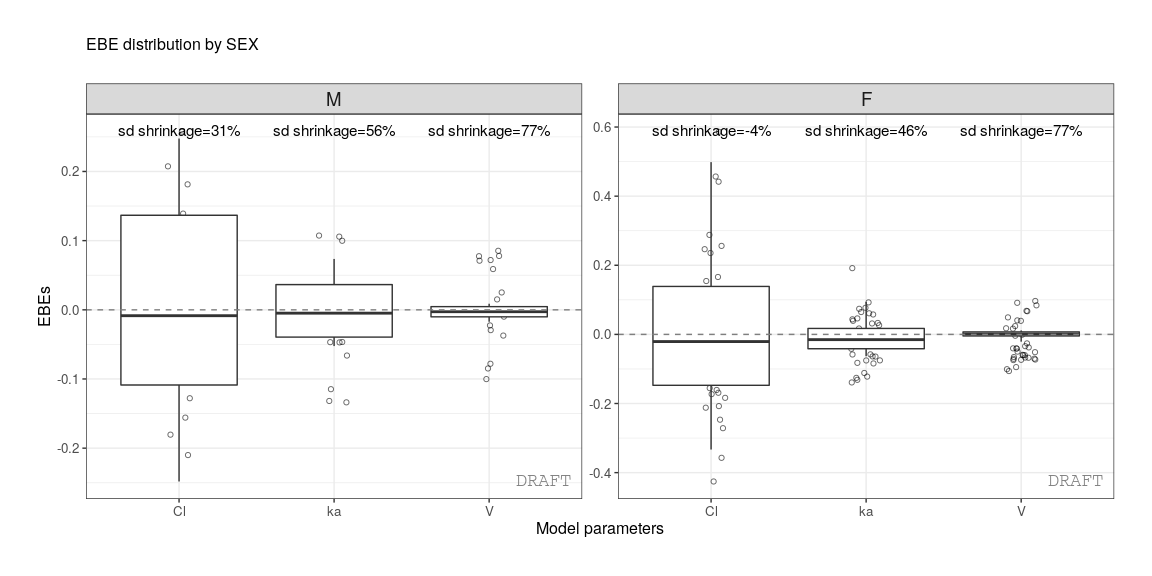 EBE distribution by SEX
M
F
sd shrinkage=31% sd shrinkage=56% sd shrinkage=77%
sd shrinkage=-4% sd shrinkage=46% sd shrinkage=77%
EBEs
0.2
0.1
0.0
-0.1
-0.2
0.6
0.4
0.2
0.0
-0.2
-0.4
DRAFT
DRAFT
Cl ka V
Cl ka V
Model parameters